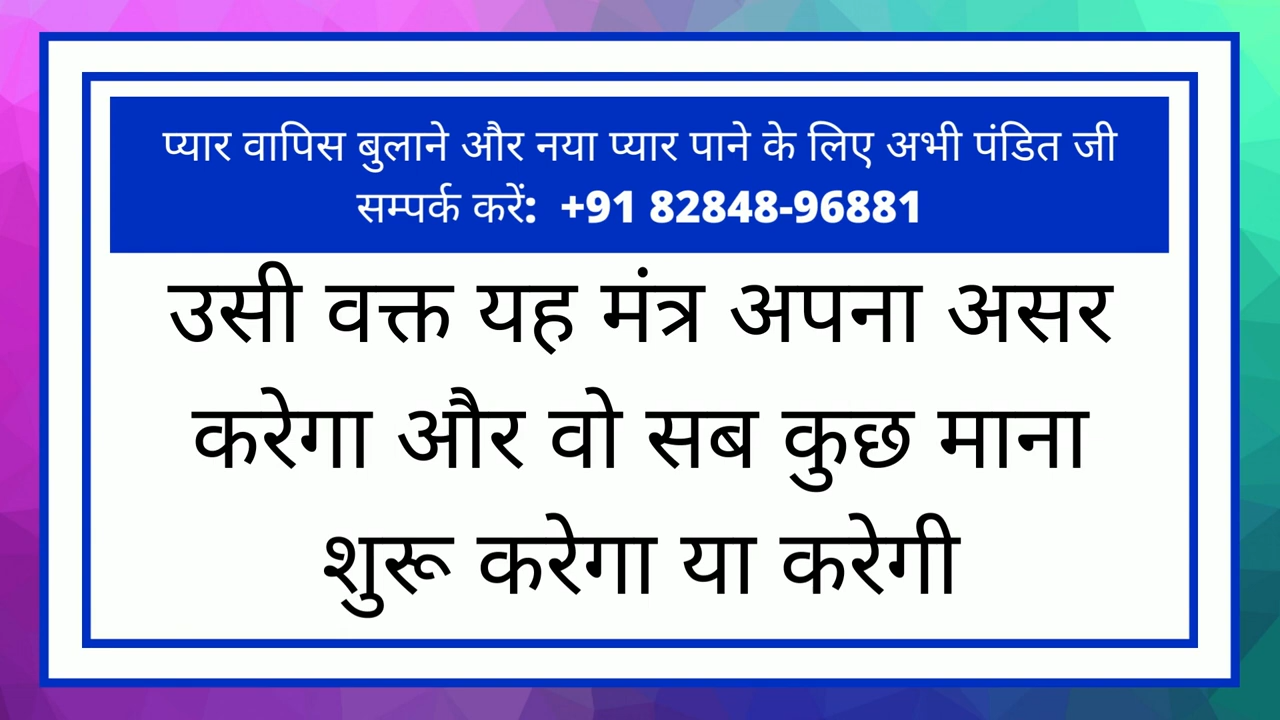 प्यार वापिस बुलाने और नया प्यार पाने के लिए अभी पंडित जी
सम्पर्क करें: +91 82848-96881
उसी वक्त यह मंत्र अपना असर
करेगा और वो सब कुछ माना
शुरू करेगा या करेगी